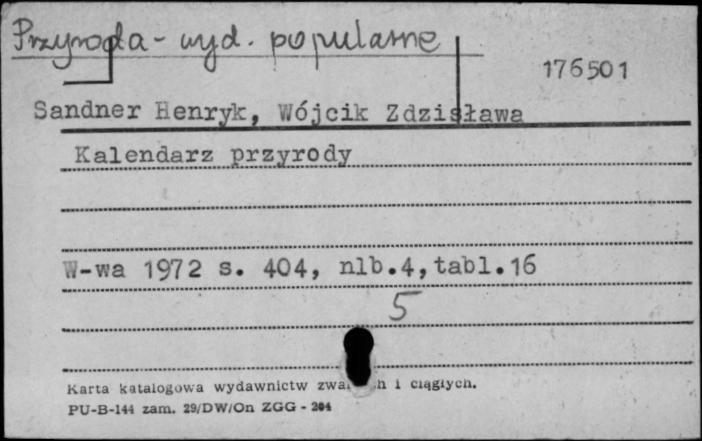 Przyroda - wyd. popularne
176501
Sandner Henryk, Wójcik Zdzisława
Kalendarz przyrody
W-wa 1972 s. 404, nlb.4,tabl.16
5
Karta katalogowa wydawnictw i ciągłych.
PU-B-144 zam. 29/DW/On ZGG - 204